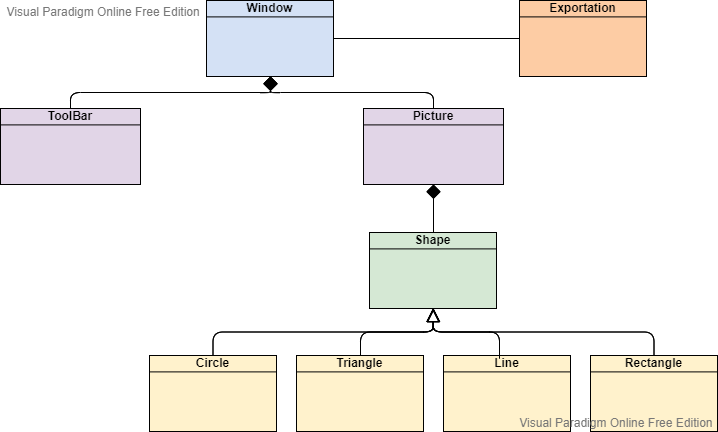 Visual Paradigm Online Free Edition
Window
Exportation
ToolBar
Picture
Shape
Circle
Triangle
Line
Rectangle
Visual Paradigm Online Free Edition